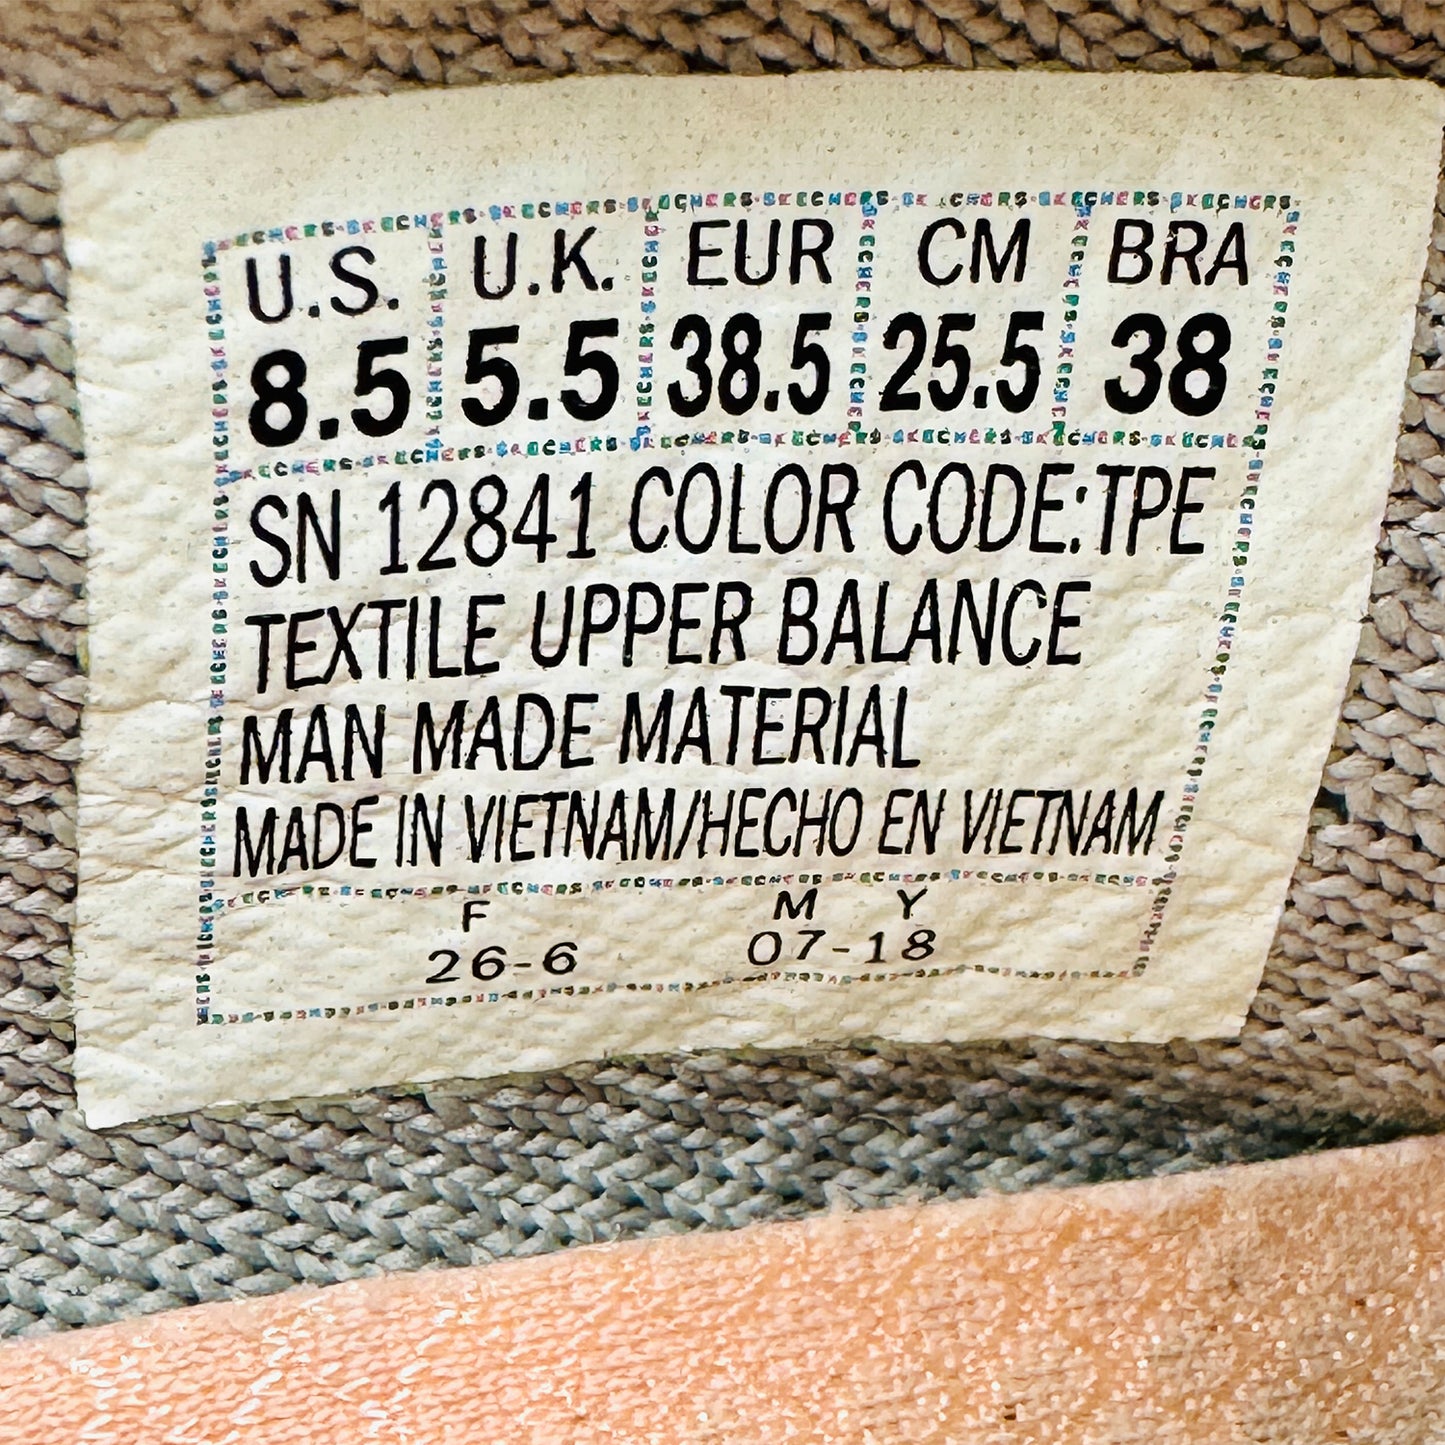 U.S. U.K. EUR CM BRA
8.5 5.5 38.5 25.5 38
SN 12841 COLOR CODE:TPE
TEXTILE UPPER BALANCE
MAN MADE MATERIAL
MADE IN VIETNAM/HECHO EN VIETNAM
F M Y
26-6 07-18